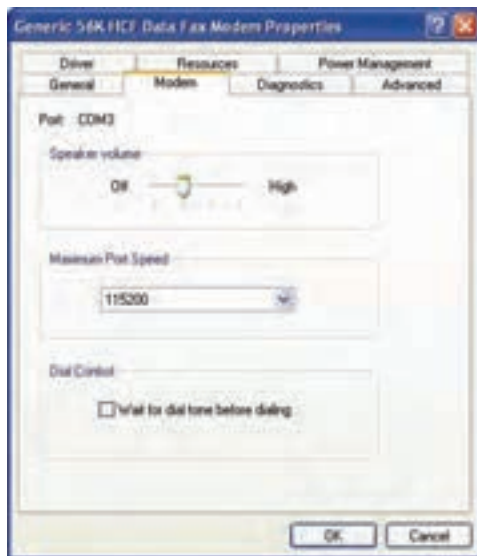 Generic 56K HCF Data Fax Modem Properties
Driver Resources Power Management
General Modem Diagnostics Advanced
Port: COM3
Speaker volume
Off High
Maximum Port Speed
115200
Dial Control
Wait for dial tone before dialing
OK Cancel